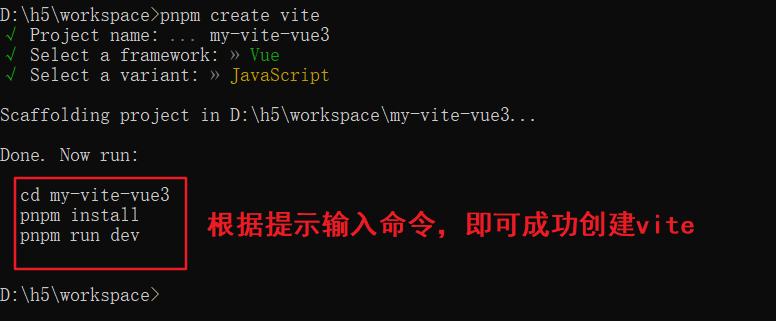 D:\h5\workspace>pnpm create vite
√ Project name: ... my-vite-vue3
√ Select a framework: » Vue
√ Select a variant: » JavaScript
Scaffolding project in D:\h5\workspace\my-vite-vue3...
Done. Now run:
cd my-vite-vue3
pnpm install
pnpm run dev
根据提示输入命令，即可成功创建vite
D:\h5\workspace>